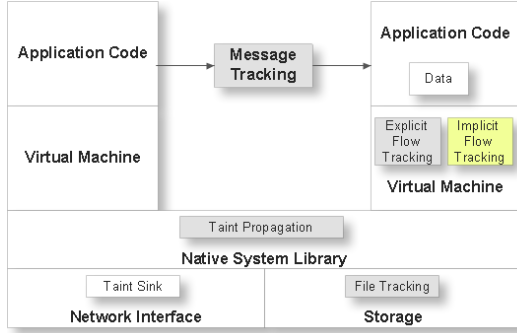 Application Code
Message
Tracking
Application Code
Data
Virtual Machine
Explicit
Flow
Tracking
Implicit
Flow
Tracking
Virtual Machine
Taint Propagation
Native System Library
Taint Sink
File Tracking
Network Interface
Storage